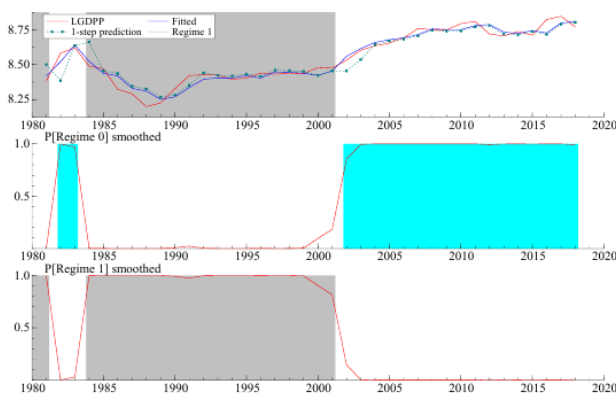 LGDPP Fitted
1-step prediction Regime 1
8.75
8.50
8.25
1980 1985 1990 1995 2000 2005 2010 2015 2020
P[Regime 0] smoothed
1.0
0.5
1980 1985 1990 1995 2000 2005 2010 2015 2020
P[Regime 1] smoothed
1.0
0.5
1980 1985 1990 1995 2000 2005 2010 2015 2020